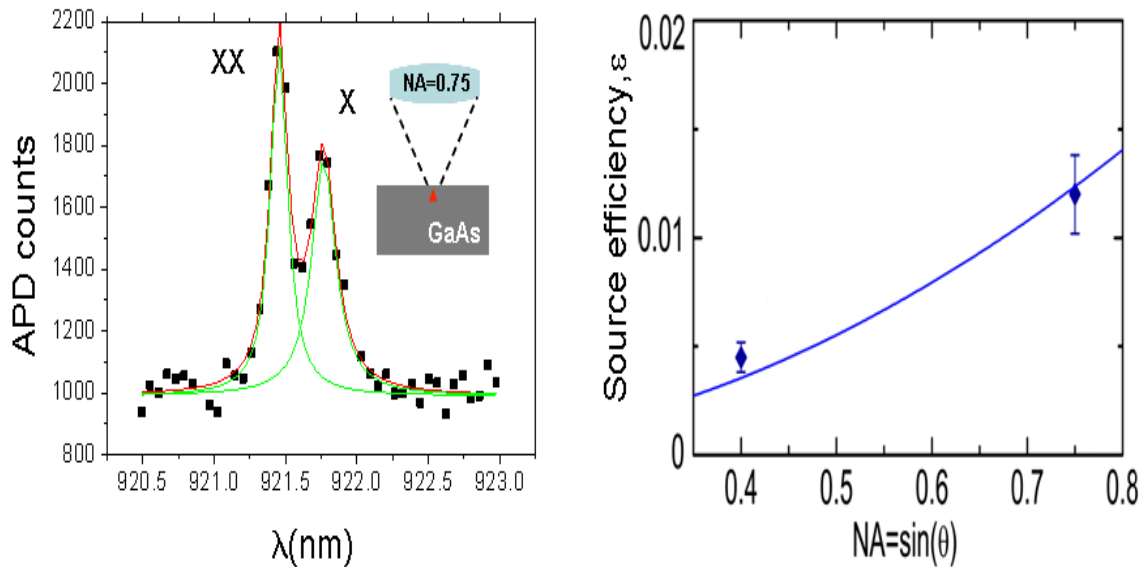 2200
2000
1800
1600
1400
1200
1000
800
APD counts
XX
X
NA=0.75
GaAs
920.5 921.0 921.5 922.0 922.5 923.0
λ(nm)
0.02
0.01
0
Source efficiency,ε
0.4 0.5 0.6 0.7 0.8
NA=sin(θ)